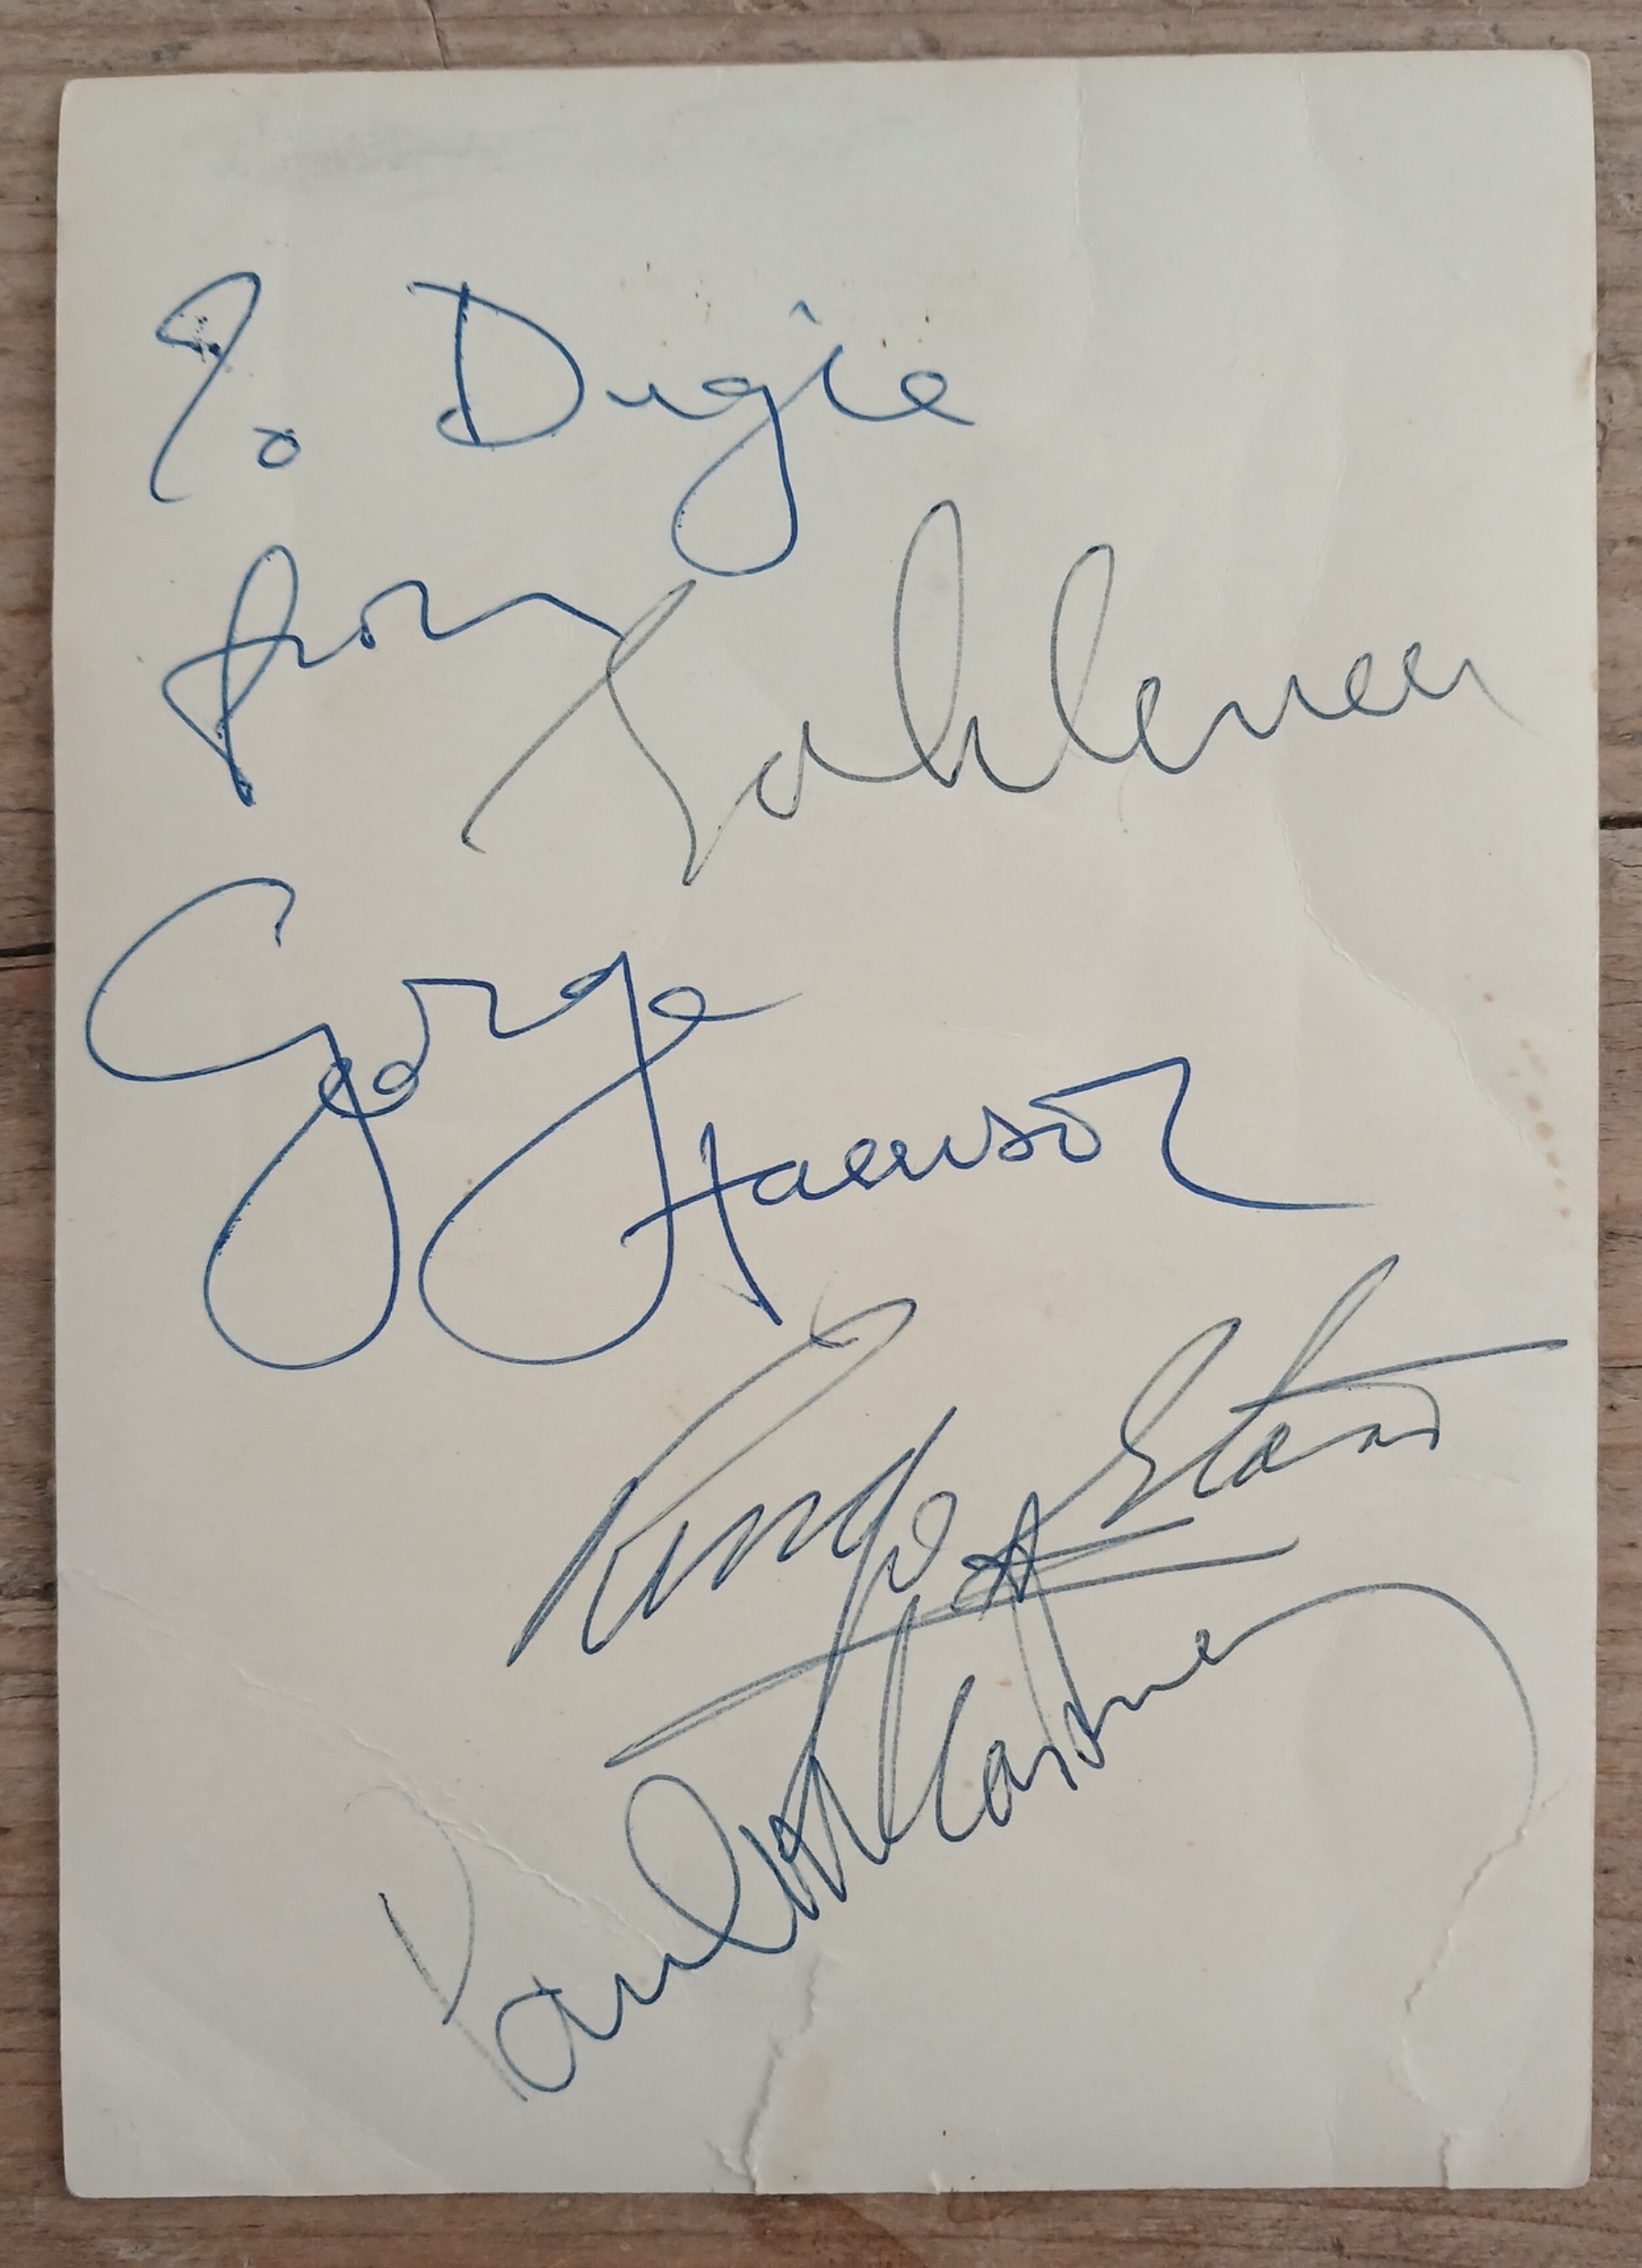 To Dugie
from
John Lennon
George
Harrison
Ringo Starr
Paul McCartney